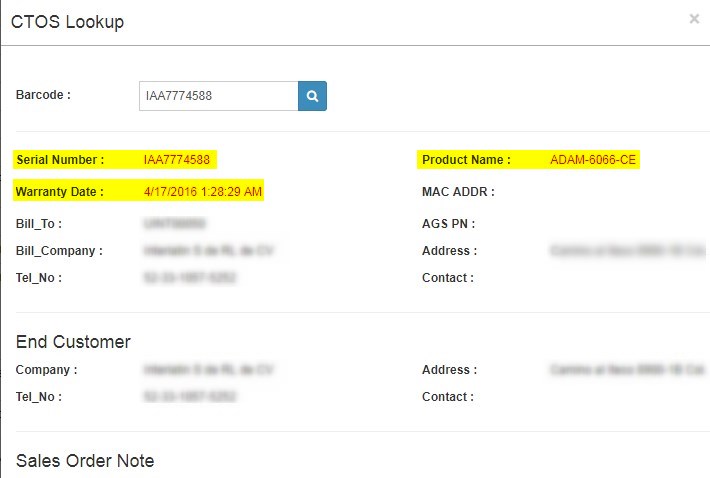 CTOS Lookup ×
Barcode : IAA7774588
Serial Number : IAA7774588 Product Name : ADAM-6066-CE
Warranty Date : 4/17/2016 1:28:29 AM MAC ADDR :
Bill_To : AGS PN :
Bill_Company : Address :
Tel_No : Contact :
End Customer
Company : Address :
Tel_No : Contact :
Sales Order Note